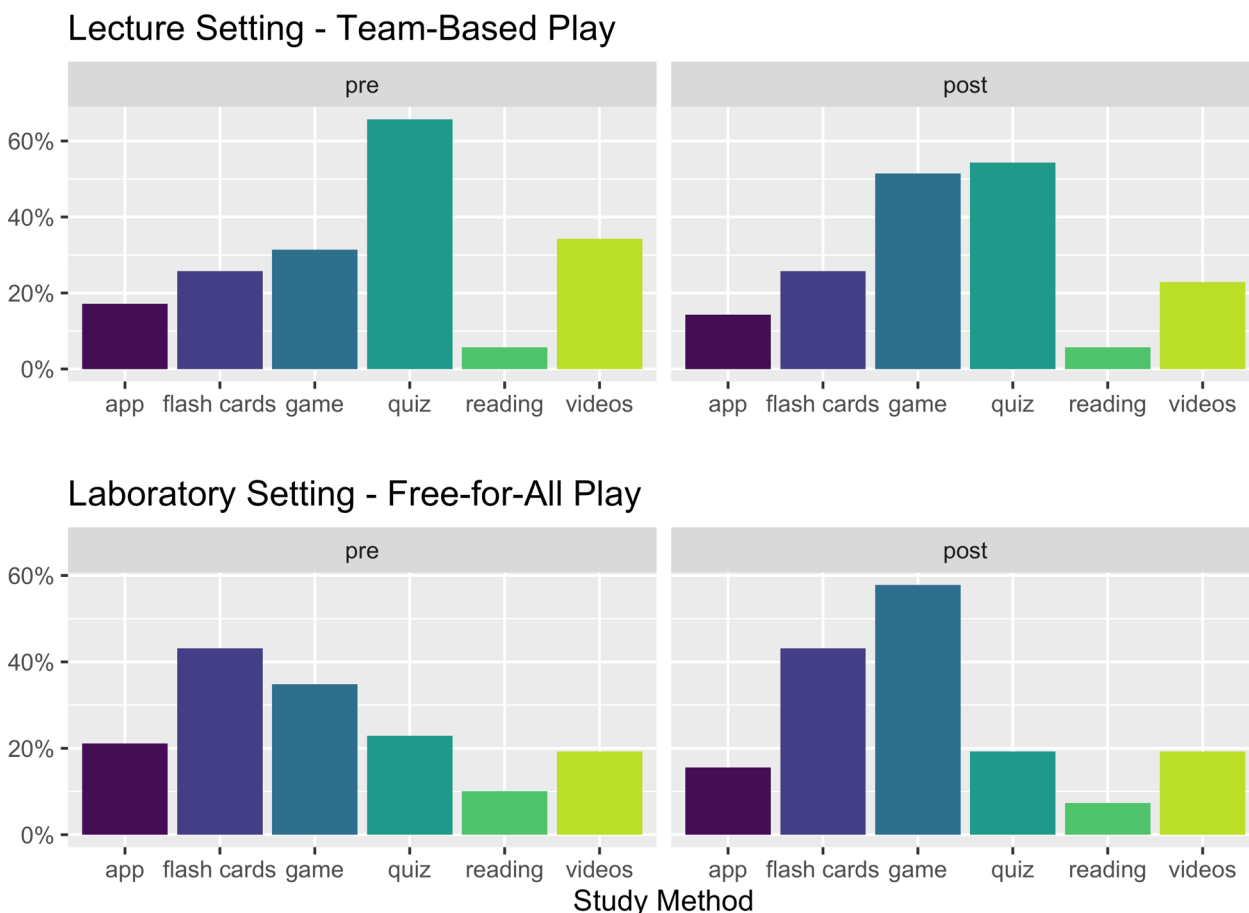 Lecture Setting - Team-Based Play
pre post
60%
40%
20%
0%
app flash cards game quiz reading videos app flash cards game quiz reading videos
Laboratory Setting - Free-for-All Play
pre post
60%
40%
20%
0%
app flash cards game quiz reading videos app flash cards game quiz reading videos
Study Method